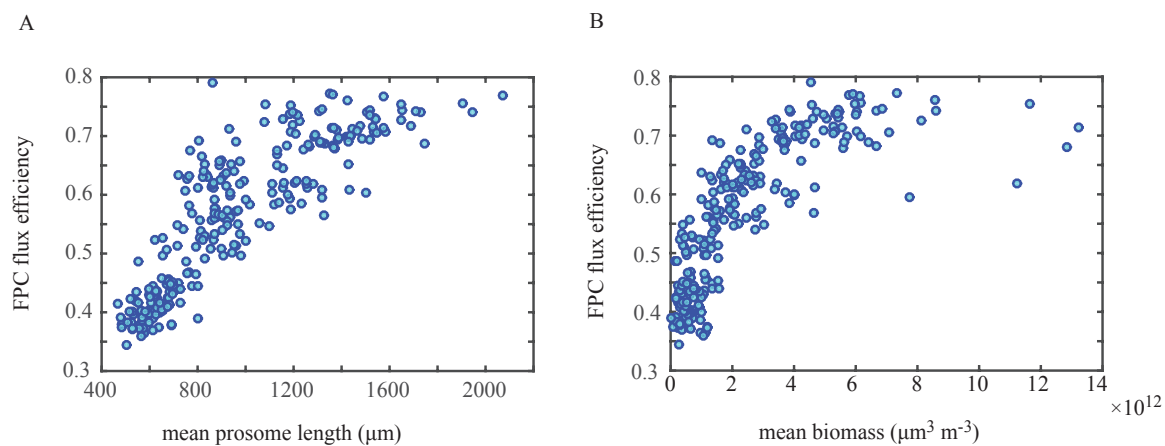 A
B
FPC flux efficiency
0.8
0.7
0.6
0.5
0.4
0.3
400 800 1200 1600 2000
mean prosome length (μm)
FPC flux efficiency
0.8
0.7
0.6
0.5
0.4
0.3
0 2 4 6 8 10 12 14
×10¹²
mean biomass (μm³ m⁻³)